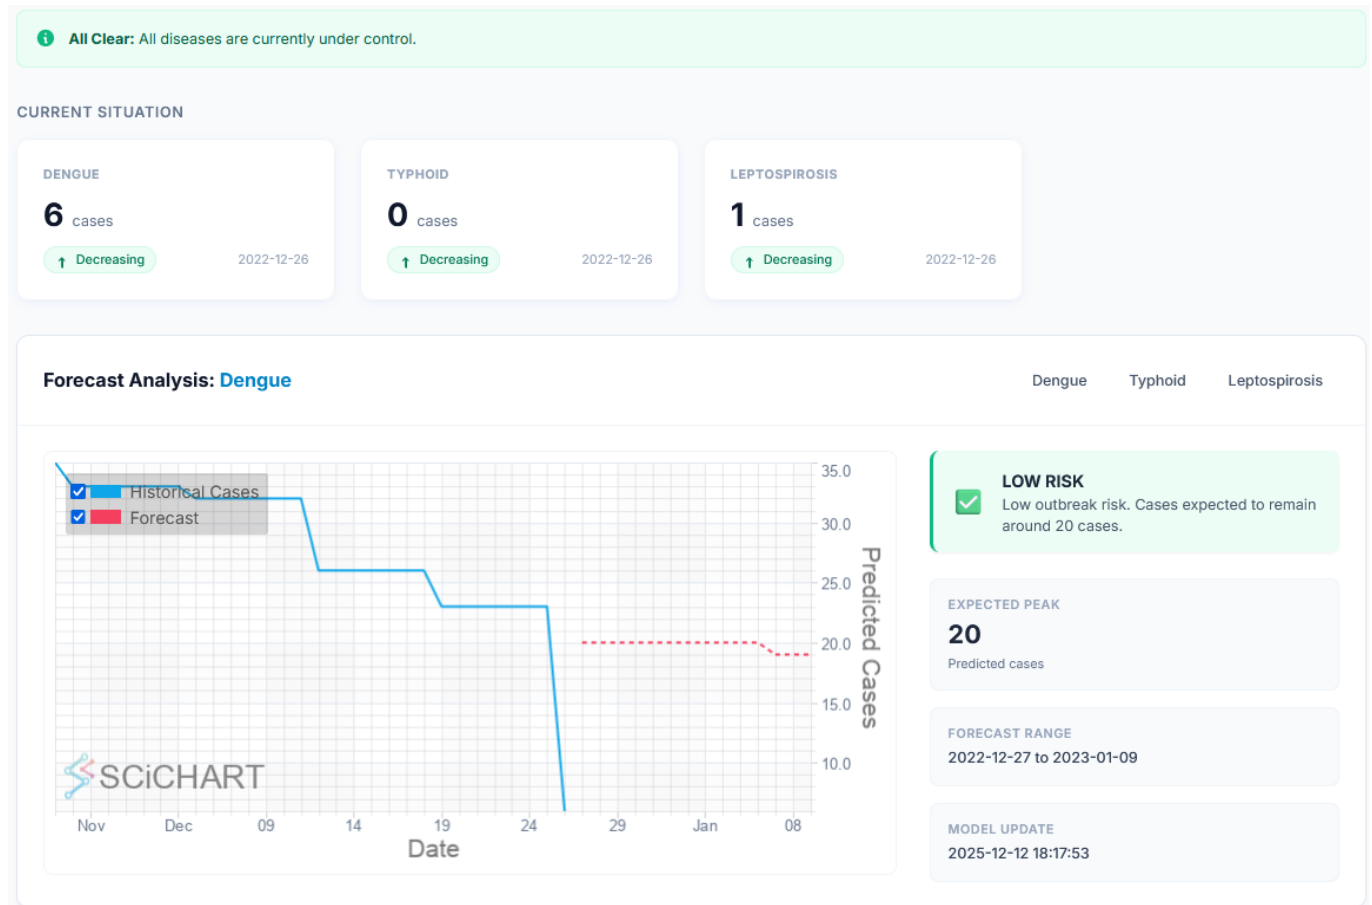 All Clear: All diseases are currently under control.
CURRENT SITUATION
DENGUE
6 cases
↑ Decreasing 2022-12-26
TYPHOID
0 cases
↑ Decreasing 2022-12-26
LEPTOSPIROSIS
1 cases
↑ Decreasing 2022-12-26
Forecast Analysis: Dengue
Dengue Typhoid Leptospirosis
Historical Cases
Forecast
35.0
30.0
25.0
20.0
15.0
10.0
Predicted Cases
SCiCHART
Nov Dec 09 14 19 24 29 Jan 08
Date
LOW RISK
Low outbreak risk. Cases expected to remain
around 20 cases.
EXPECTED PEAK
20
Predicted cases
FORECAST RANGE
2022-12-27 to 2023-01-09
MODEL UPDATE
2025-12-12 18:17:53